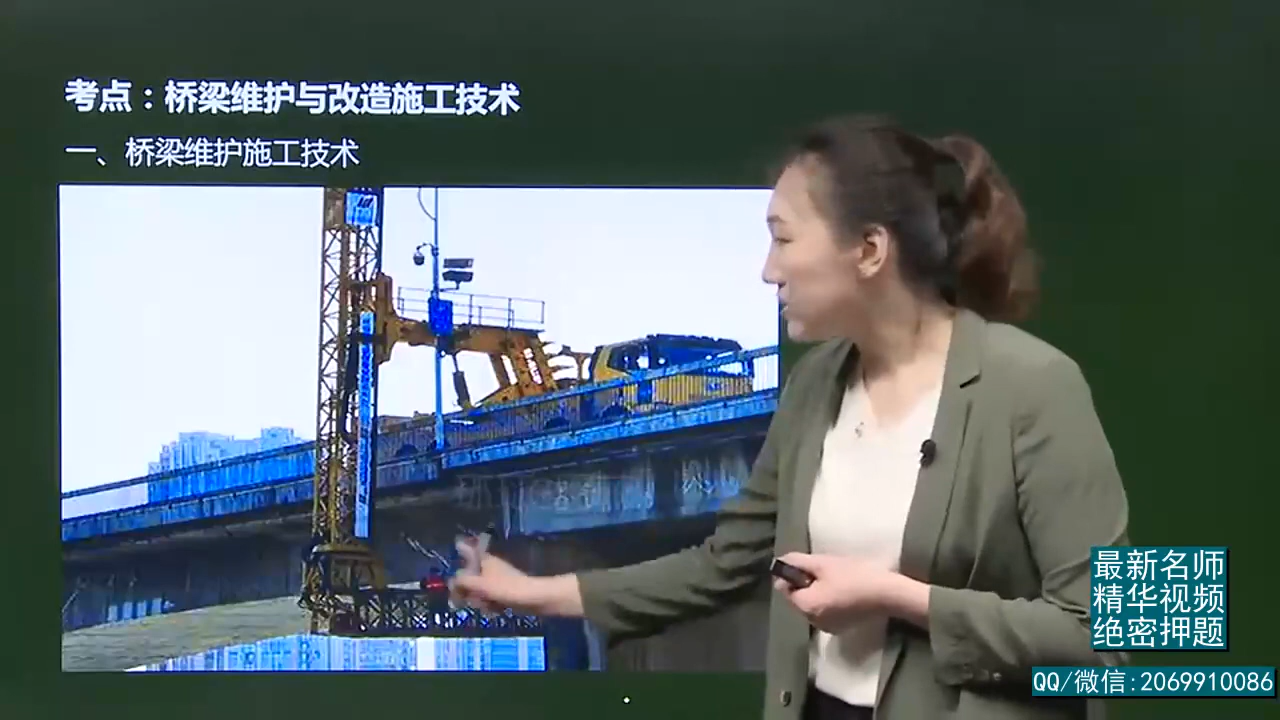 考点：桥梁维护与改造施工技术
一、桥梁维护施工技术
最新名师
精华视频
绝密押题
QQ/微信:2069910086